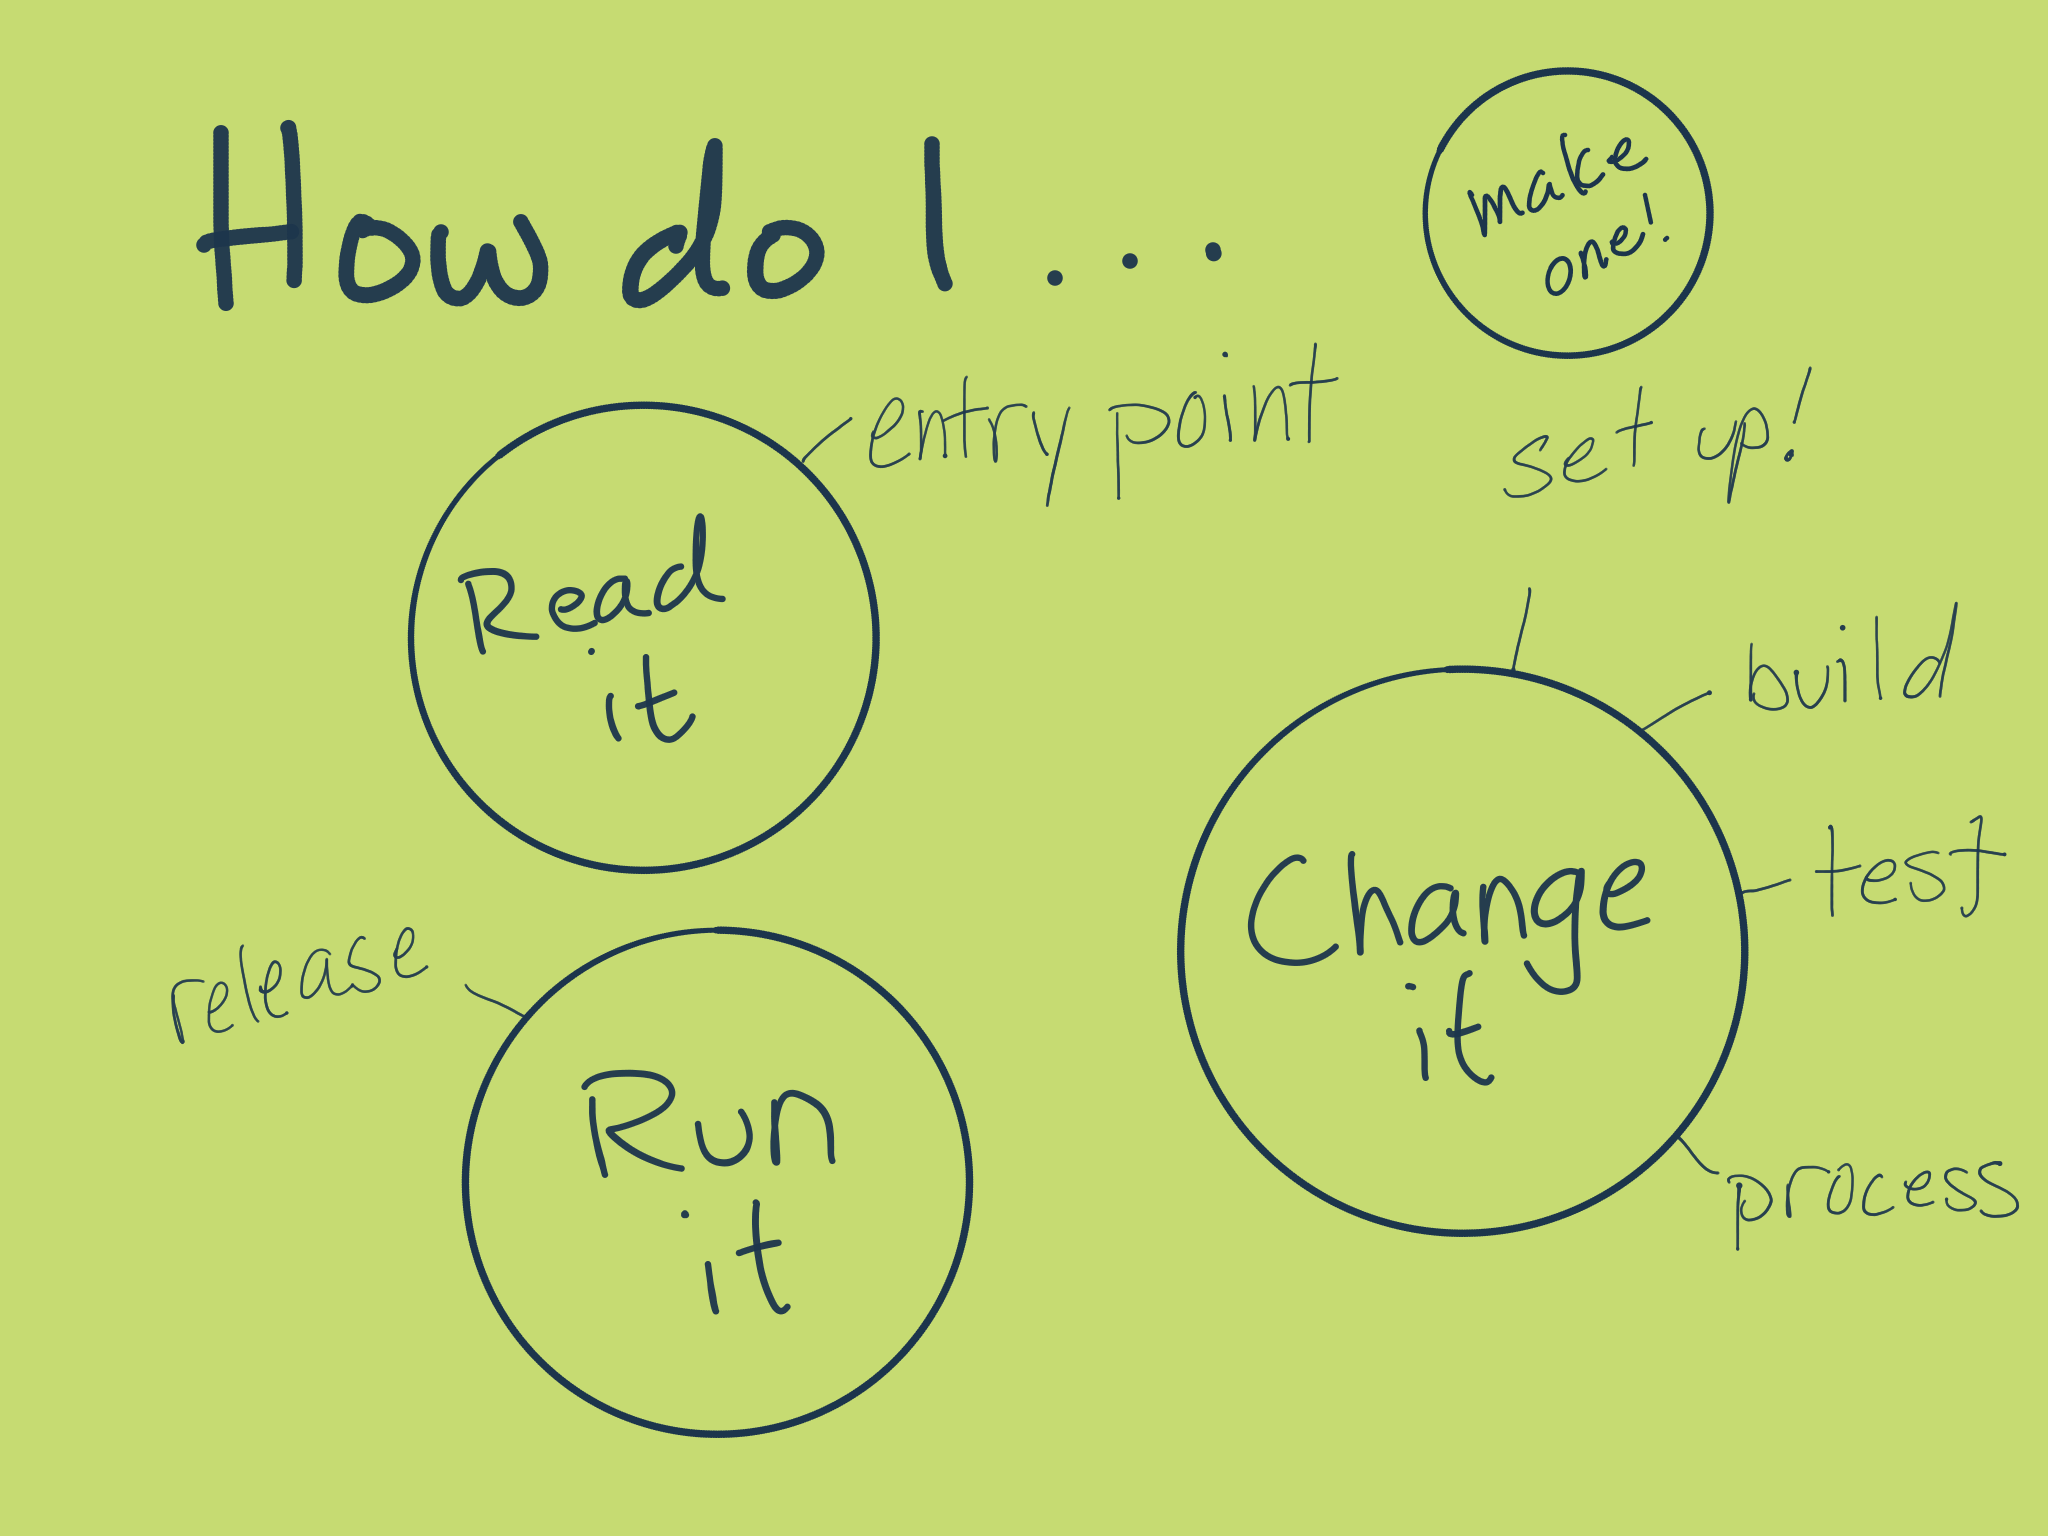 How do I...
make
one!
entry point
set up!
Read
it
build
test
Change
it
release
Run
it
process